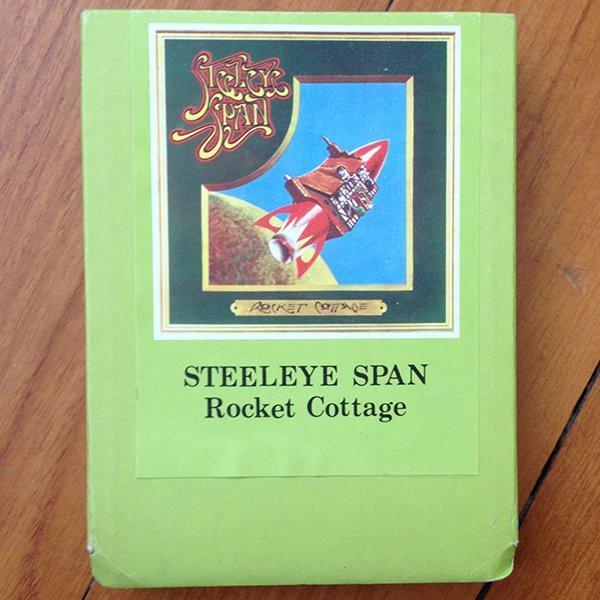 STEELEYE
SPAN
ROCKET COTTAGE
STEELEYE SPAN
Rocket Cottage